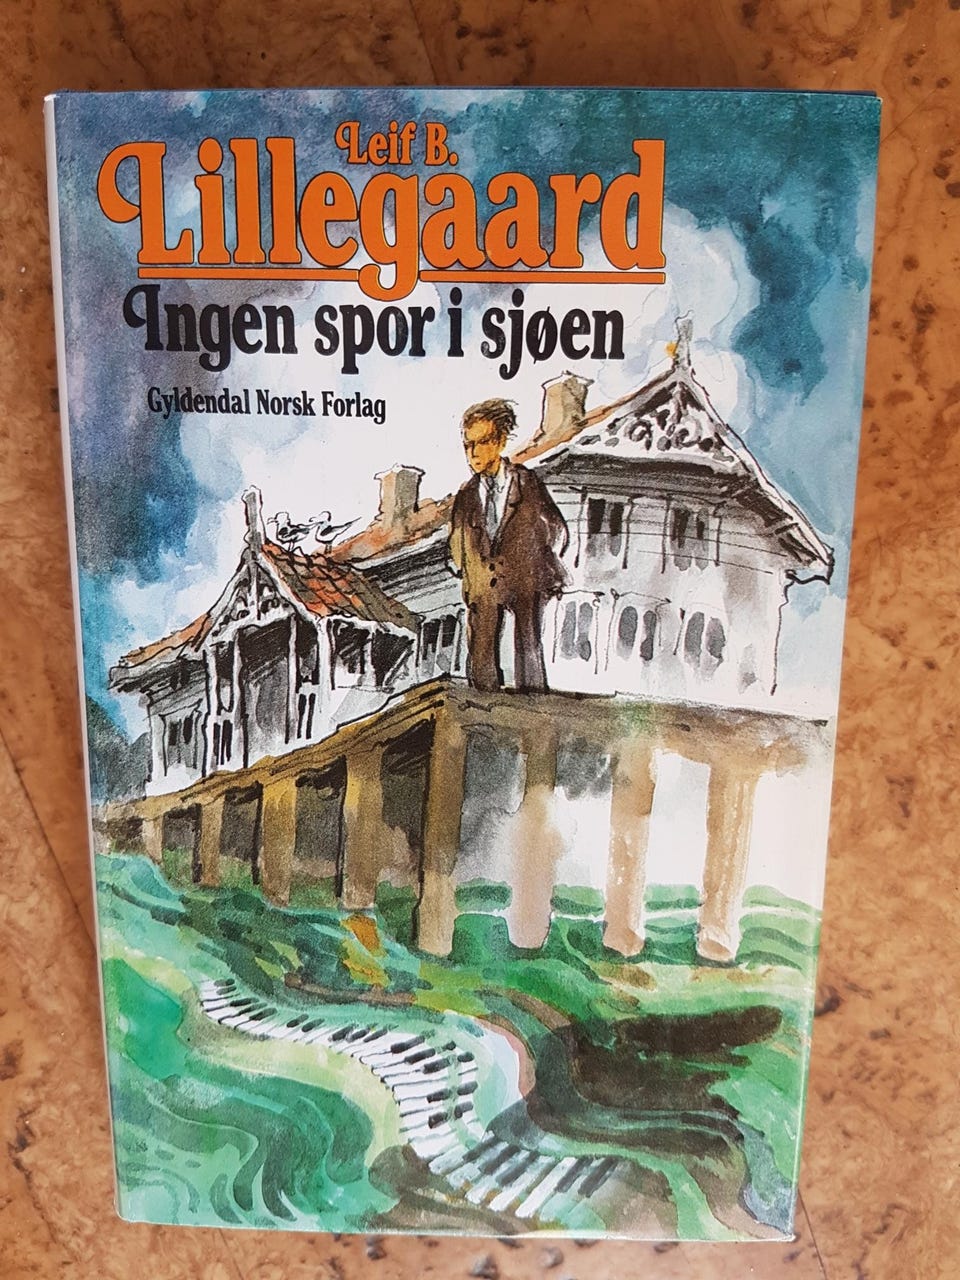 Leif B.
Lillegaard
Ingen spor i sjøen
Gyldendal Norsk Forlag